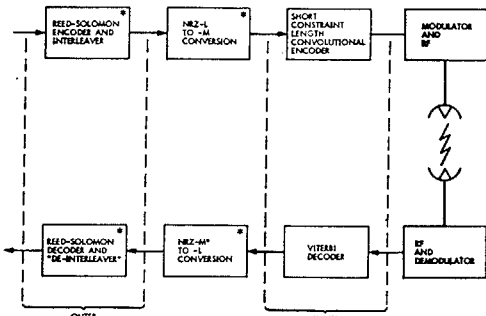 *
REED-SOLOMON
ENCODER AND
INTERLEAVER
*
NRZ-L
TO -M
CONVERSION
SHORT
CONSTRAINT
LENGTH
CONVOLUTIONAL
ENCODER
MODULATOR
AND
RF
*
REED-SOLOMON
DECODER AND
"DE-INTERLEAVER"
*
NRZ-M*
TO -L
CONVERSION
VITERBI
DECODER
RF
AND
DEMODULATOR
OUTER